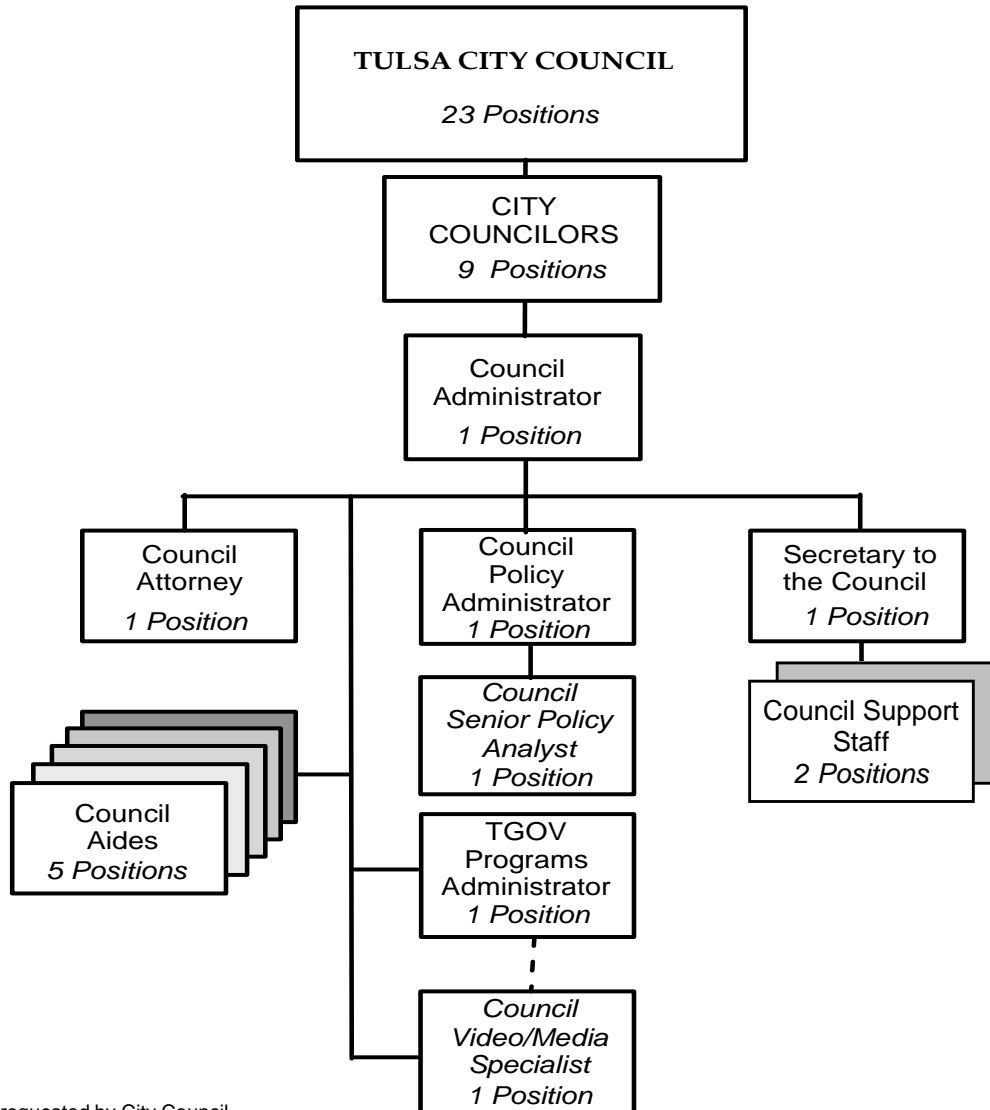 TULSA CITY COUNCIL
23 Positions
CITY
COUNCILORS
9 Positions
Council
Administrator
1 Position
Council
Attorney
1 Position
Council
Policy
Administrator
1 Position
Secretary to
the Council
1 Position
Council
Senior Policy
Analyst
1 Position
Council Support
Staff
2 Positions
Council
Aides
5 Positions
TGOV
Programs
Administrator
1 Position
Council
Video/Media
Specialist
1 Position
requested by City Council